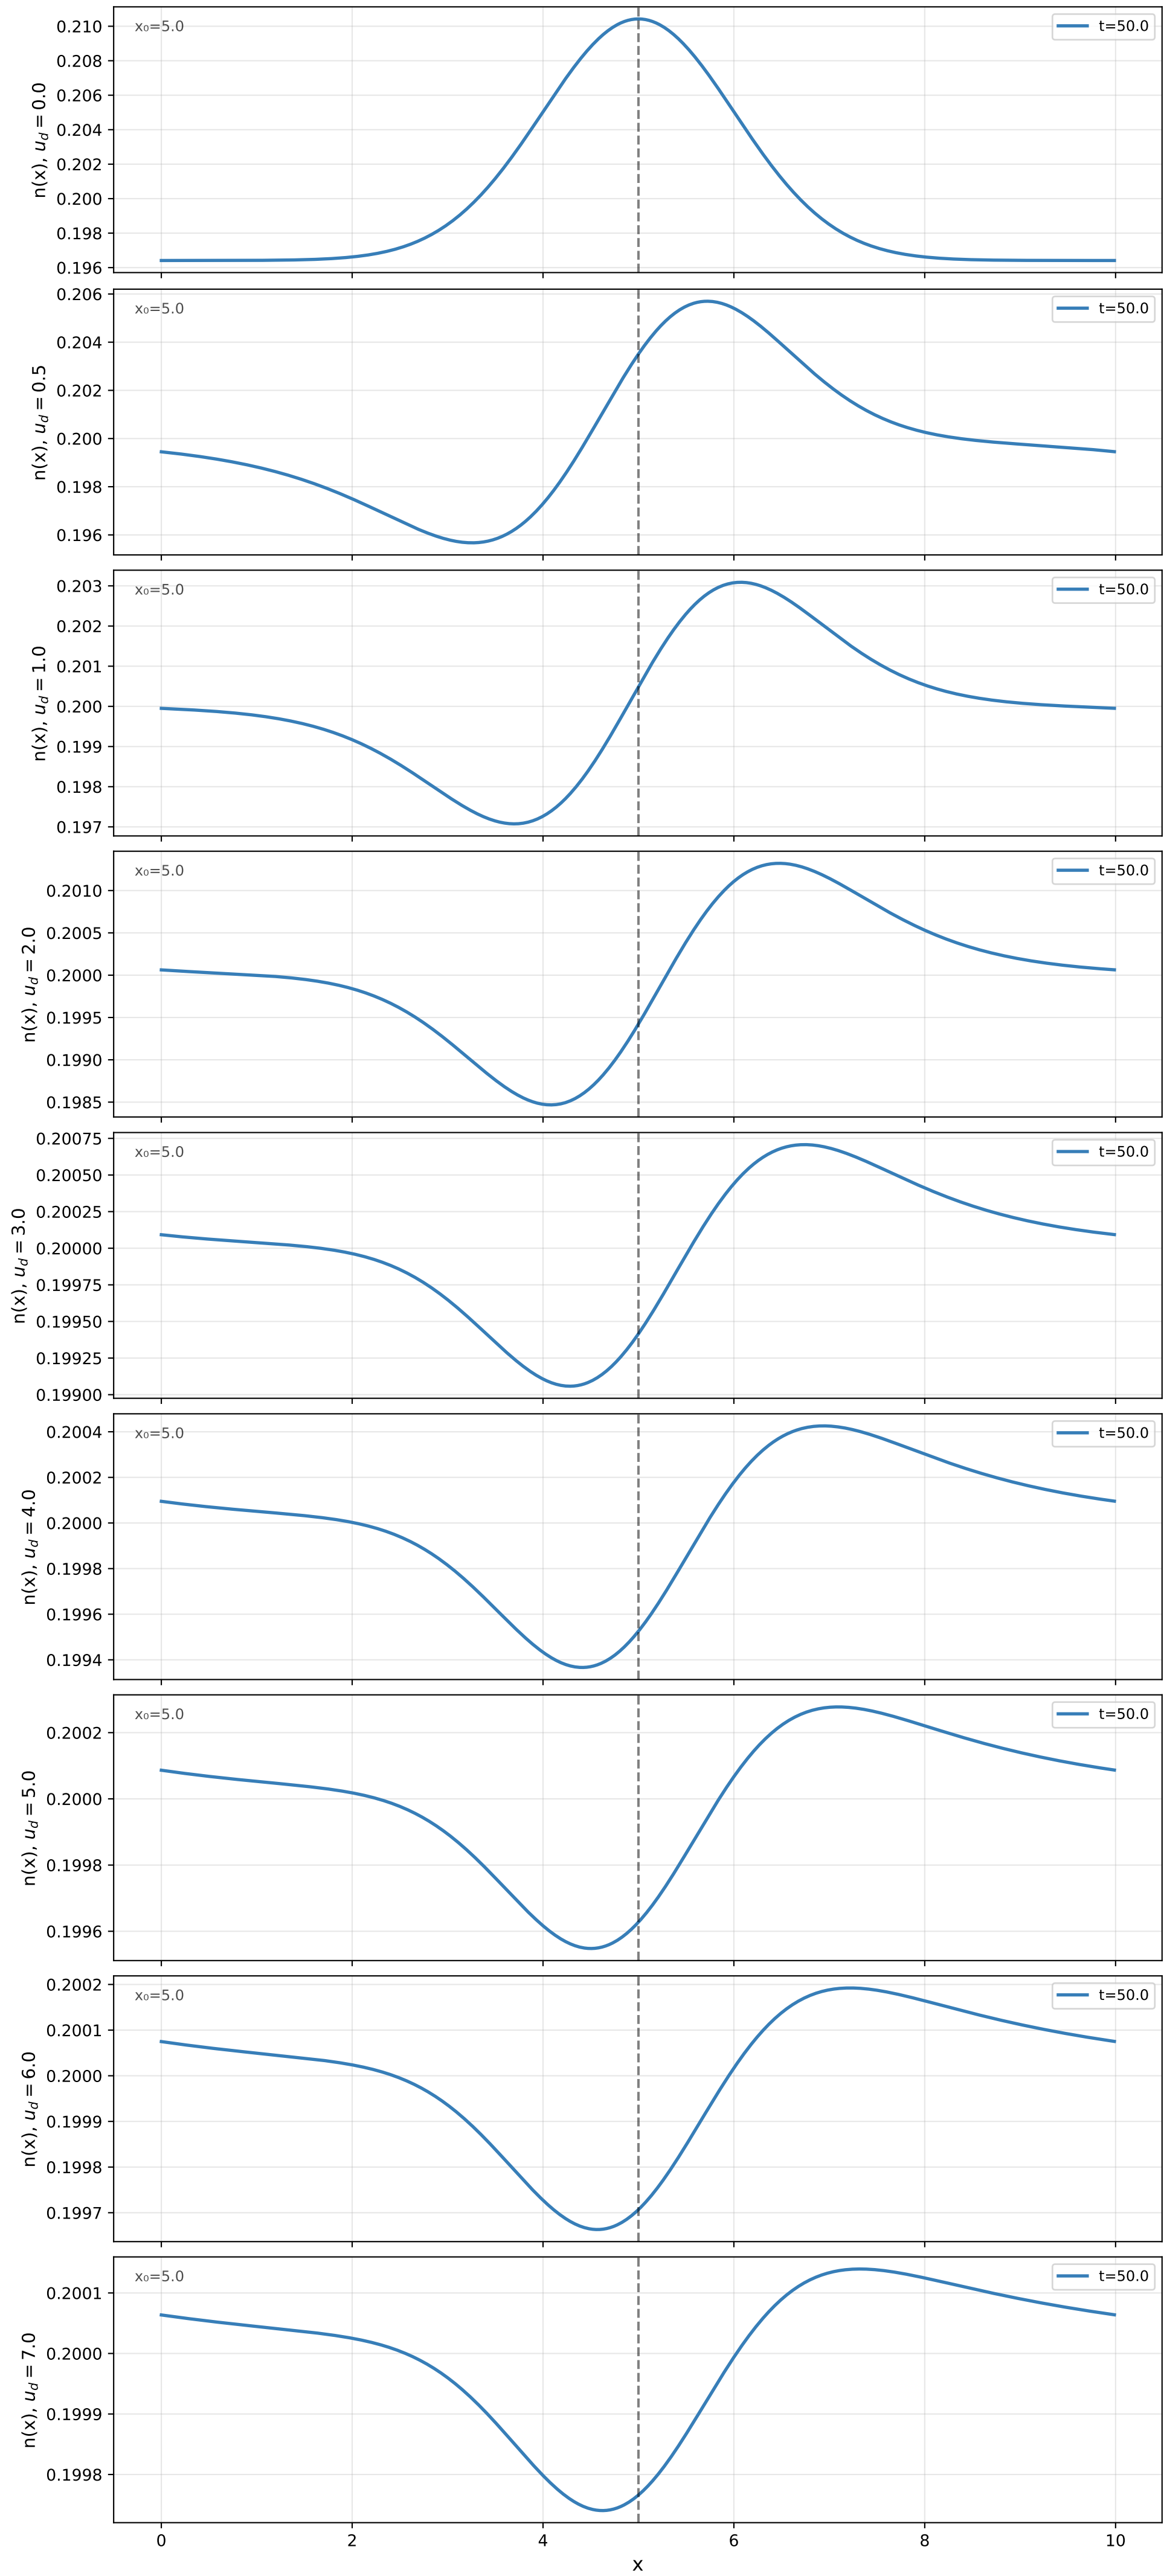 x₀=5.0
t=50.0
n(x), u_d = 0.0
0.210
0.208
0.206
0.204
0.202
0.200
0.198
0.196
x₀=5.0
t=50.0
n(x), u_d = 0.5
0.206
0.204
0.202
0.200
0.198
0.196
x₀=5.0
t=50.0
n(x), u_d = 1.0
0.203
0.202
0.201
0.200
0.199
0.198
0.197
x₀=5.0
t=50.0
n(x), u_d = 2.0
0.2010
0.2005
0.2000
0.1995
0.1990
0.1985
x₀=5.0
t=50.0
n(x), u_d = 3.0
0.20075
0.20050
0.20025
0.20000
0.19975
0.19950
0.19925
0.19900
x₀=5.0
t=50.0
n(x), u_d = 4.0
0.2004
0.2002
0.2000
0.1998
0.1996
0.1994
x₀=5.0
t=50.0
n(x), u_d = 5.0
0.2002
0.2000
0.1998
0.1996
x₀=5.0
t=50.0
n(x), u_d = 6.0
0.2002
0.2001
0.2000
0.1999
0.1998
0.1997
x₀=5.0
t=50.0
n(x), u_d = 7.0
0.2001
0.2000
0.1999
0.1998
0 2 4 6 8 10
x